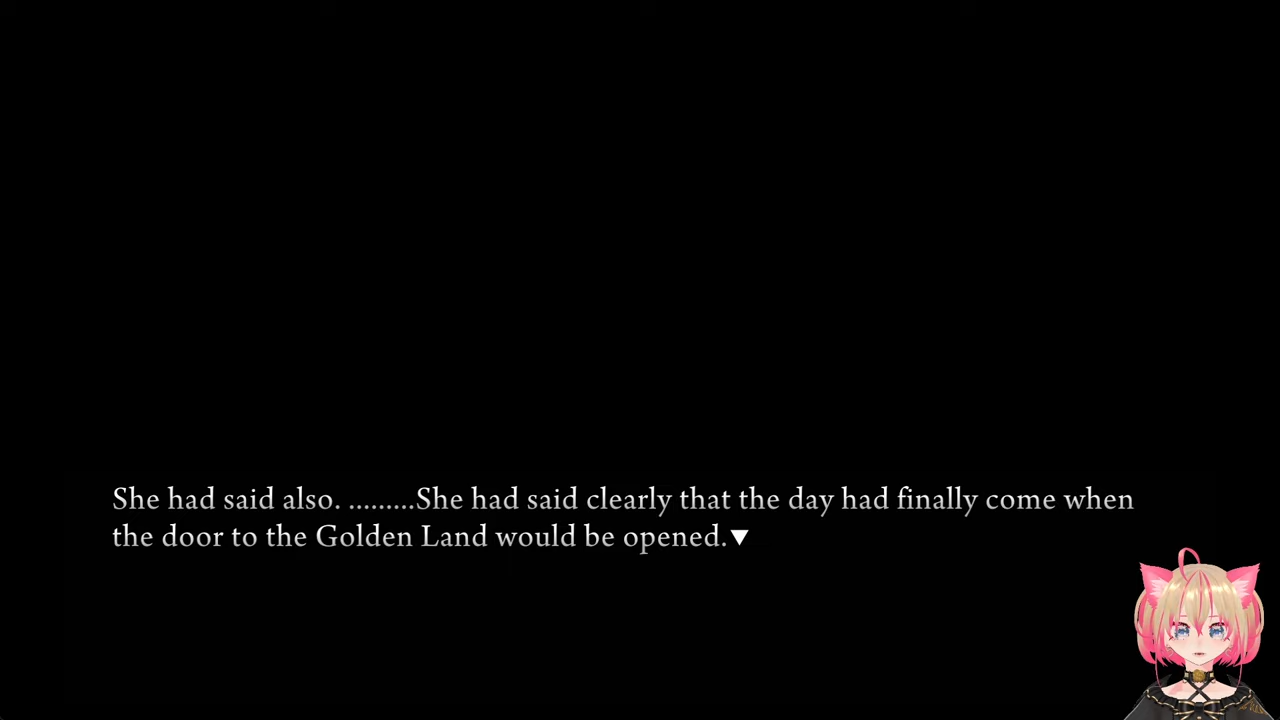 She had said also. .........She had said clearly that the day had finally come when
the door to the Golden Land would be opened.▼